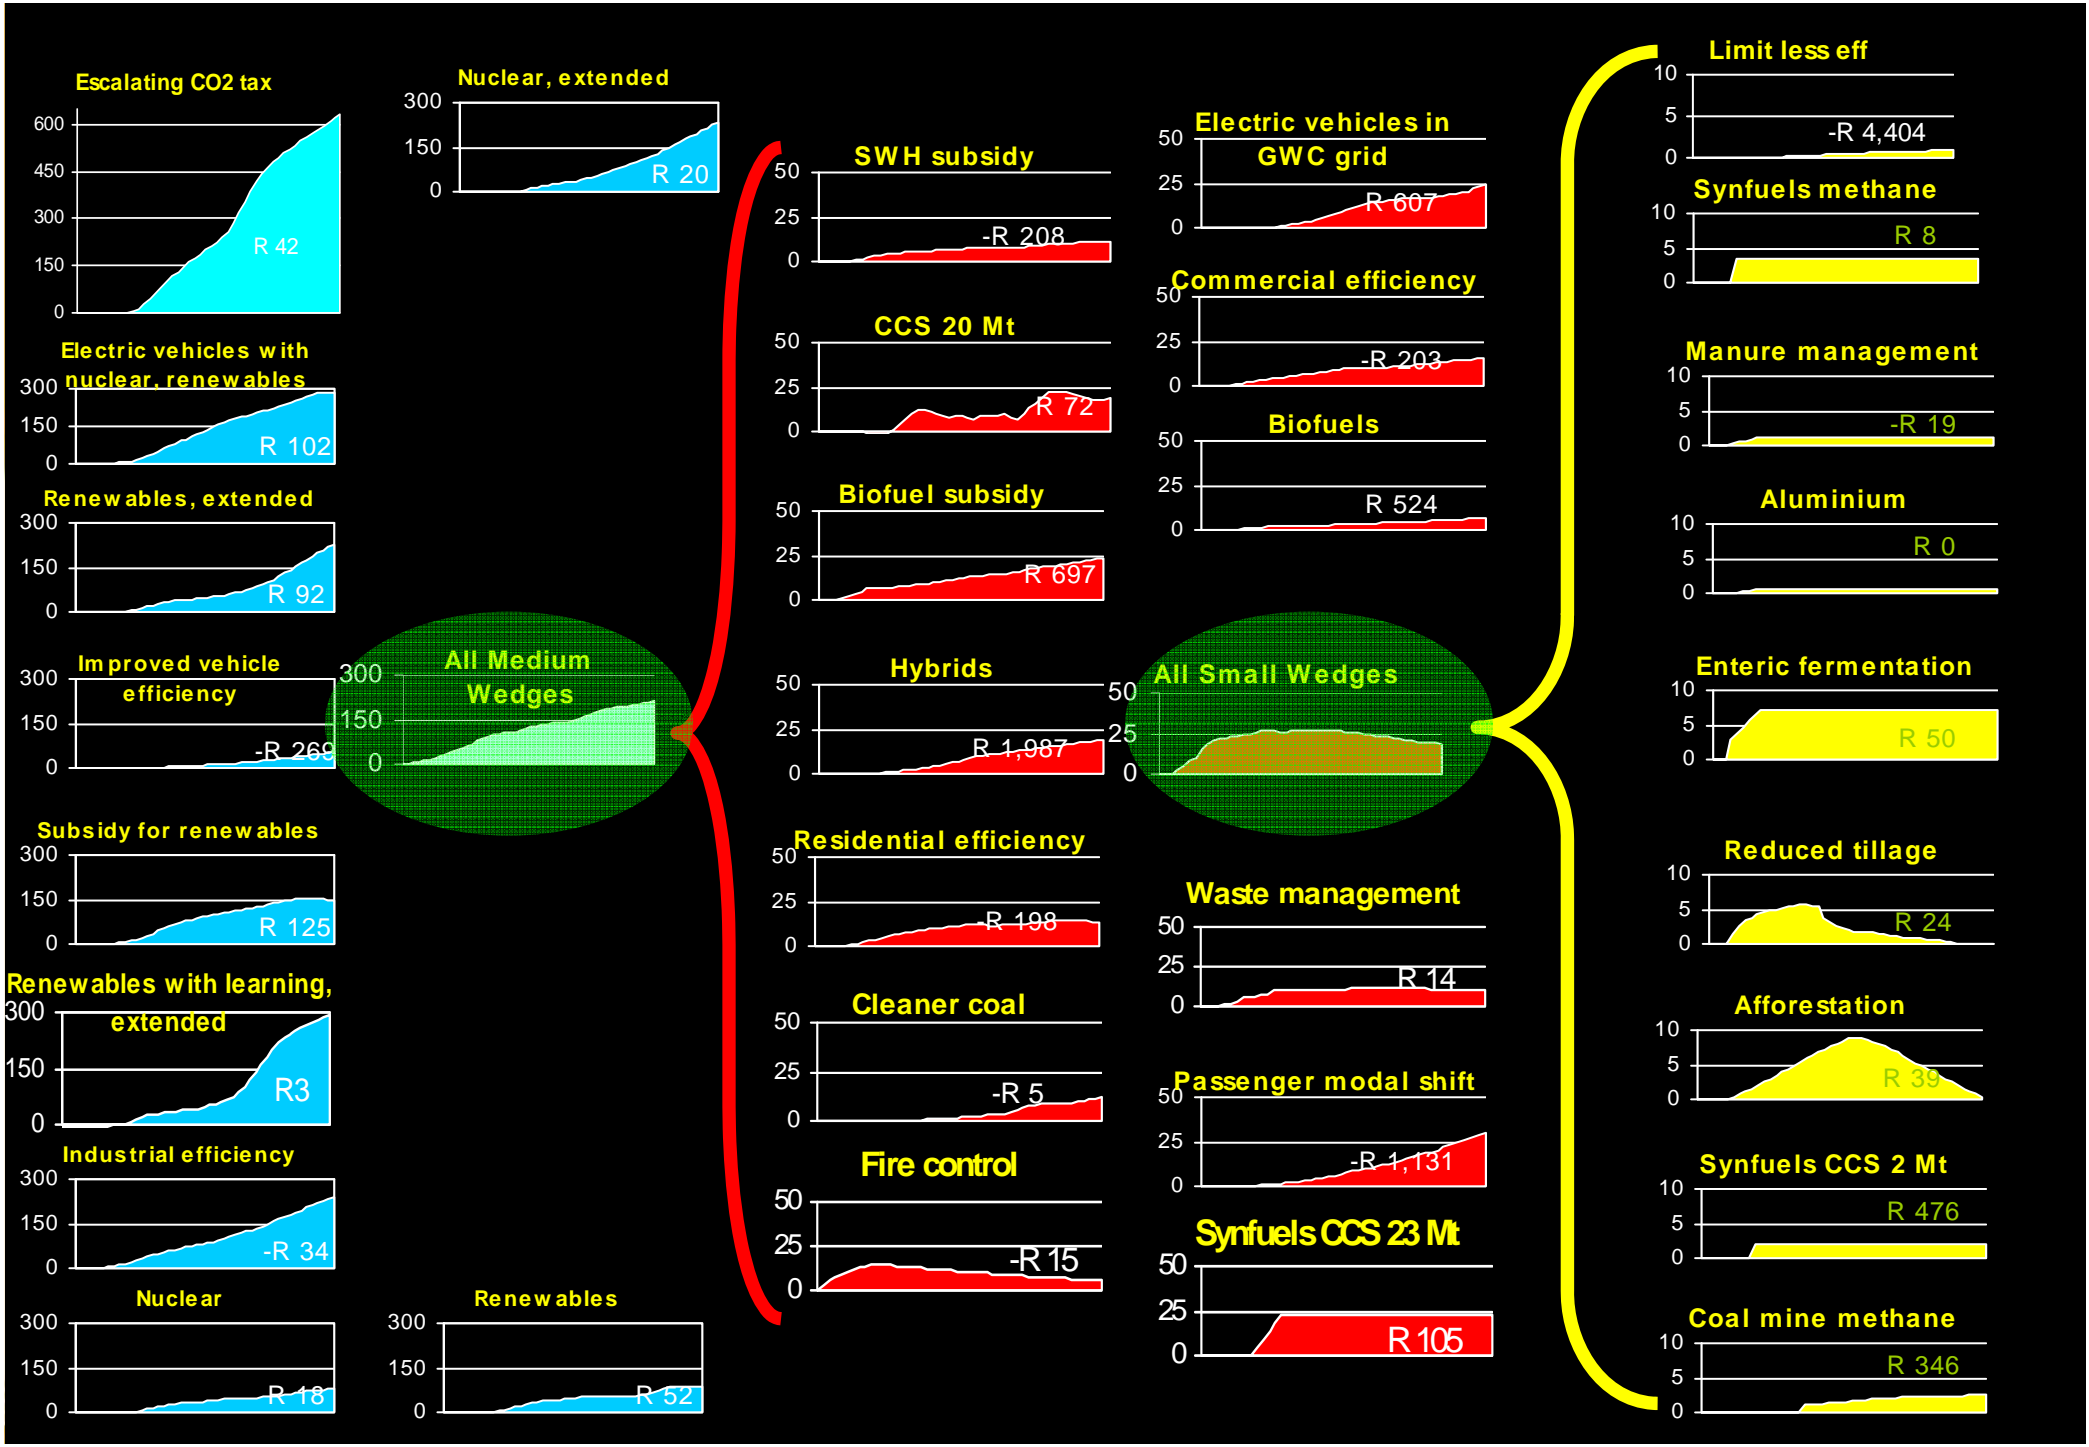 Escalating CO2 tax
600
450
300
150
0
R 42
Nuclear, extended
300
150
0
R 20
Electric vehicles with
nuclear, renewables
300
150
0
R 102
Renewables, extended
300
150
0
R 92
Improved vehicle
efficiency
300
150
0
-R 269
All Medium
Wedges
300
150
0
Subsidy for renewables
300
150
0
R 125
Renewables with learning,
extended
300
150
0
R3
Industrial efficiency
300
150
0
-R 34
Nuclear
300
150
0
R 18
Renewables
300
150
0
R 52
SWH subsidy
50
25
0
-R 208
CCS 20 Mt
50
25
0
R 72
Biofuel subsidy
50
25
0
R 697
Hybrids
50
25
0
R 1,987
Residential efficiency
50
25
0
-R 198
Cleaner coal
50
25
0
-R 5
Fire control
50
25
0
-R 15
Electric vehicles in
GWC grid
50
25
0
R 607
Commercial efficiency
50
25
0
-R 203
Biofuels
50
25
0
R 524
All Small Wedges
50
25
0
Waste management
50
25
0
R 14
Passenger modal shift
50
25
0
-R 1,131
Synfuels CCS 23 Mt
50
25
0
R 105
Limit less eff
10
5
0
-R 4,404
Synfuels methane
10
5
0
R 8
Manure management
10
5
0
-R 19
Aluminium
10
5
0
R 0
Enteric fermentation
10
5
0
R 50
Reduced tillage
10
5
0
R 24
Afforestation
10
5
0
R 39
Synfuels CCS 2 Mt
10
5
0
R 476
Coal mine methane
10
5
0
R 346